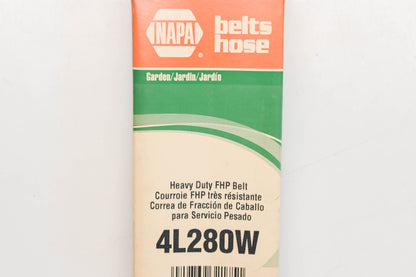 NAPA
belts
hose
Garden/Jardin/Jardín
Heavy Duty FHP Belt
Courroie FHP très résistante
Correa de Fracción de Caballo
para Servicio Pesado
4L280W